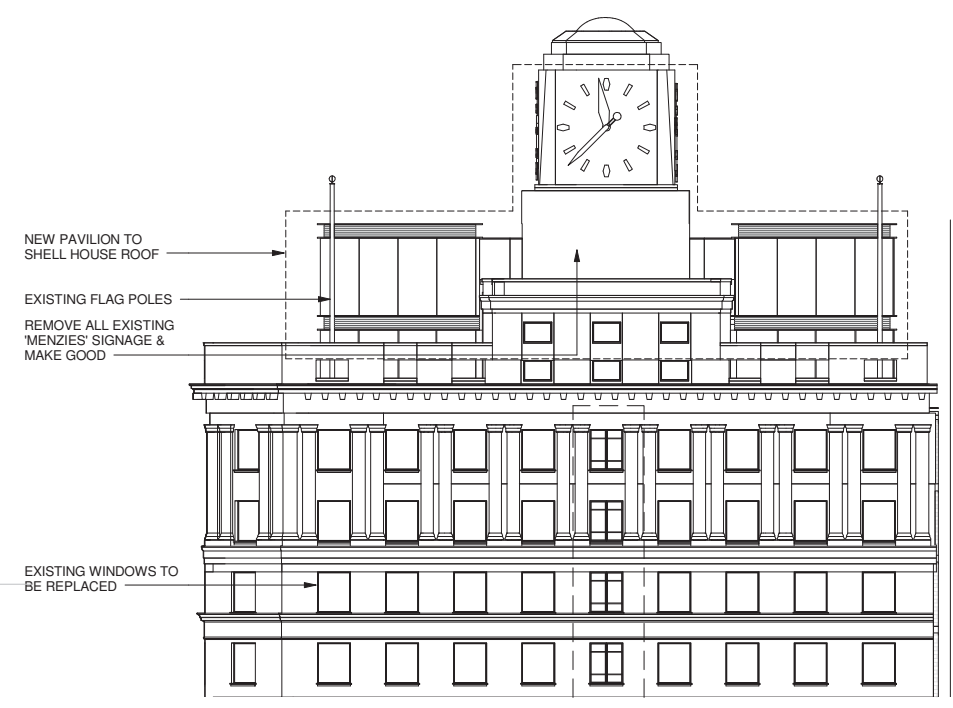 NEW PAVILION TO
SHELL HOUSE ROOF
EXISTING FLAG POLES
REMOVE ALL EXISTING
'MENZIES' SIGNAGE &
MAKE GOOD
EXISTING WINDOWS TO
BE REPLACED